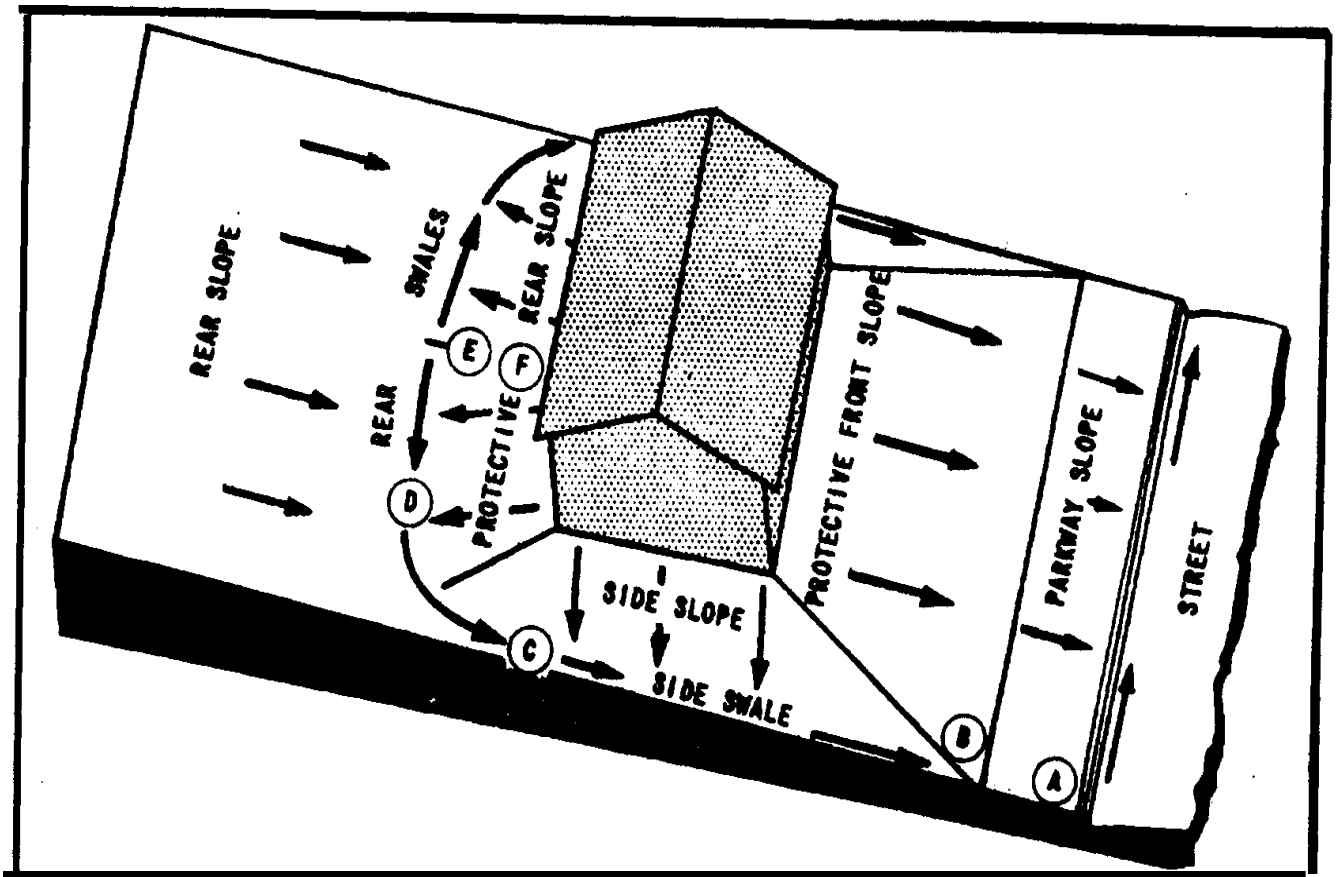 REAR SLOPE
REAR SWALES
PROTECTIVE REAR SLOPE
E
F
D
C
SIDE SLOPE
SIDE SWALE
PROTECTIVE FRONT SLOPE
B
A
PARKWAY SLOPE
STREET